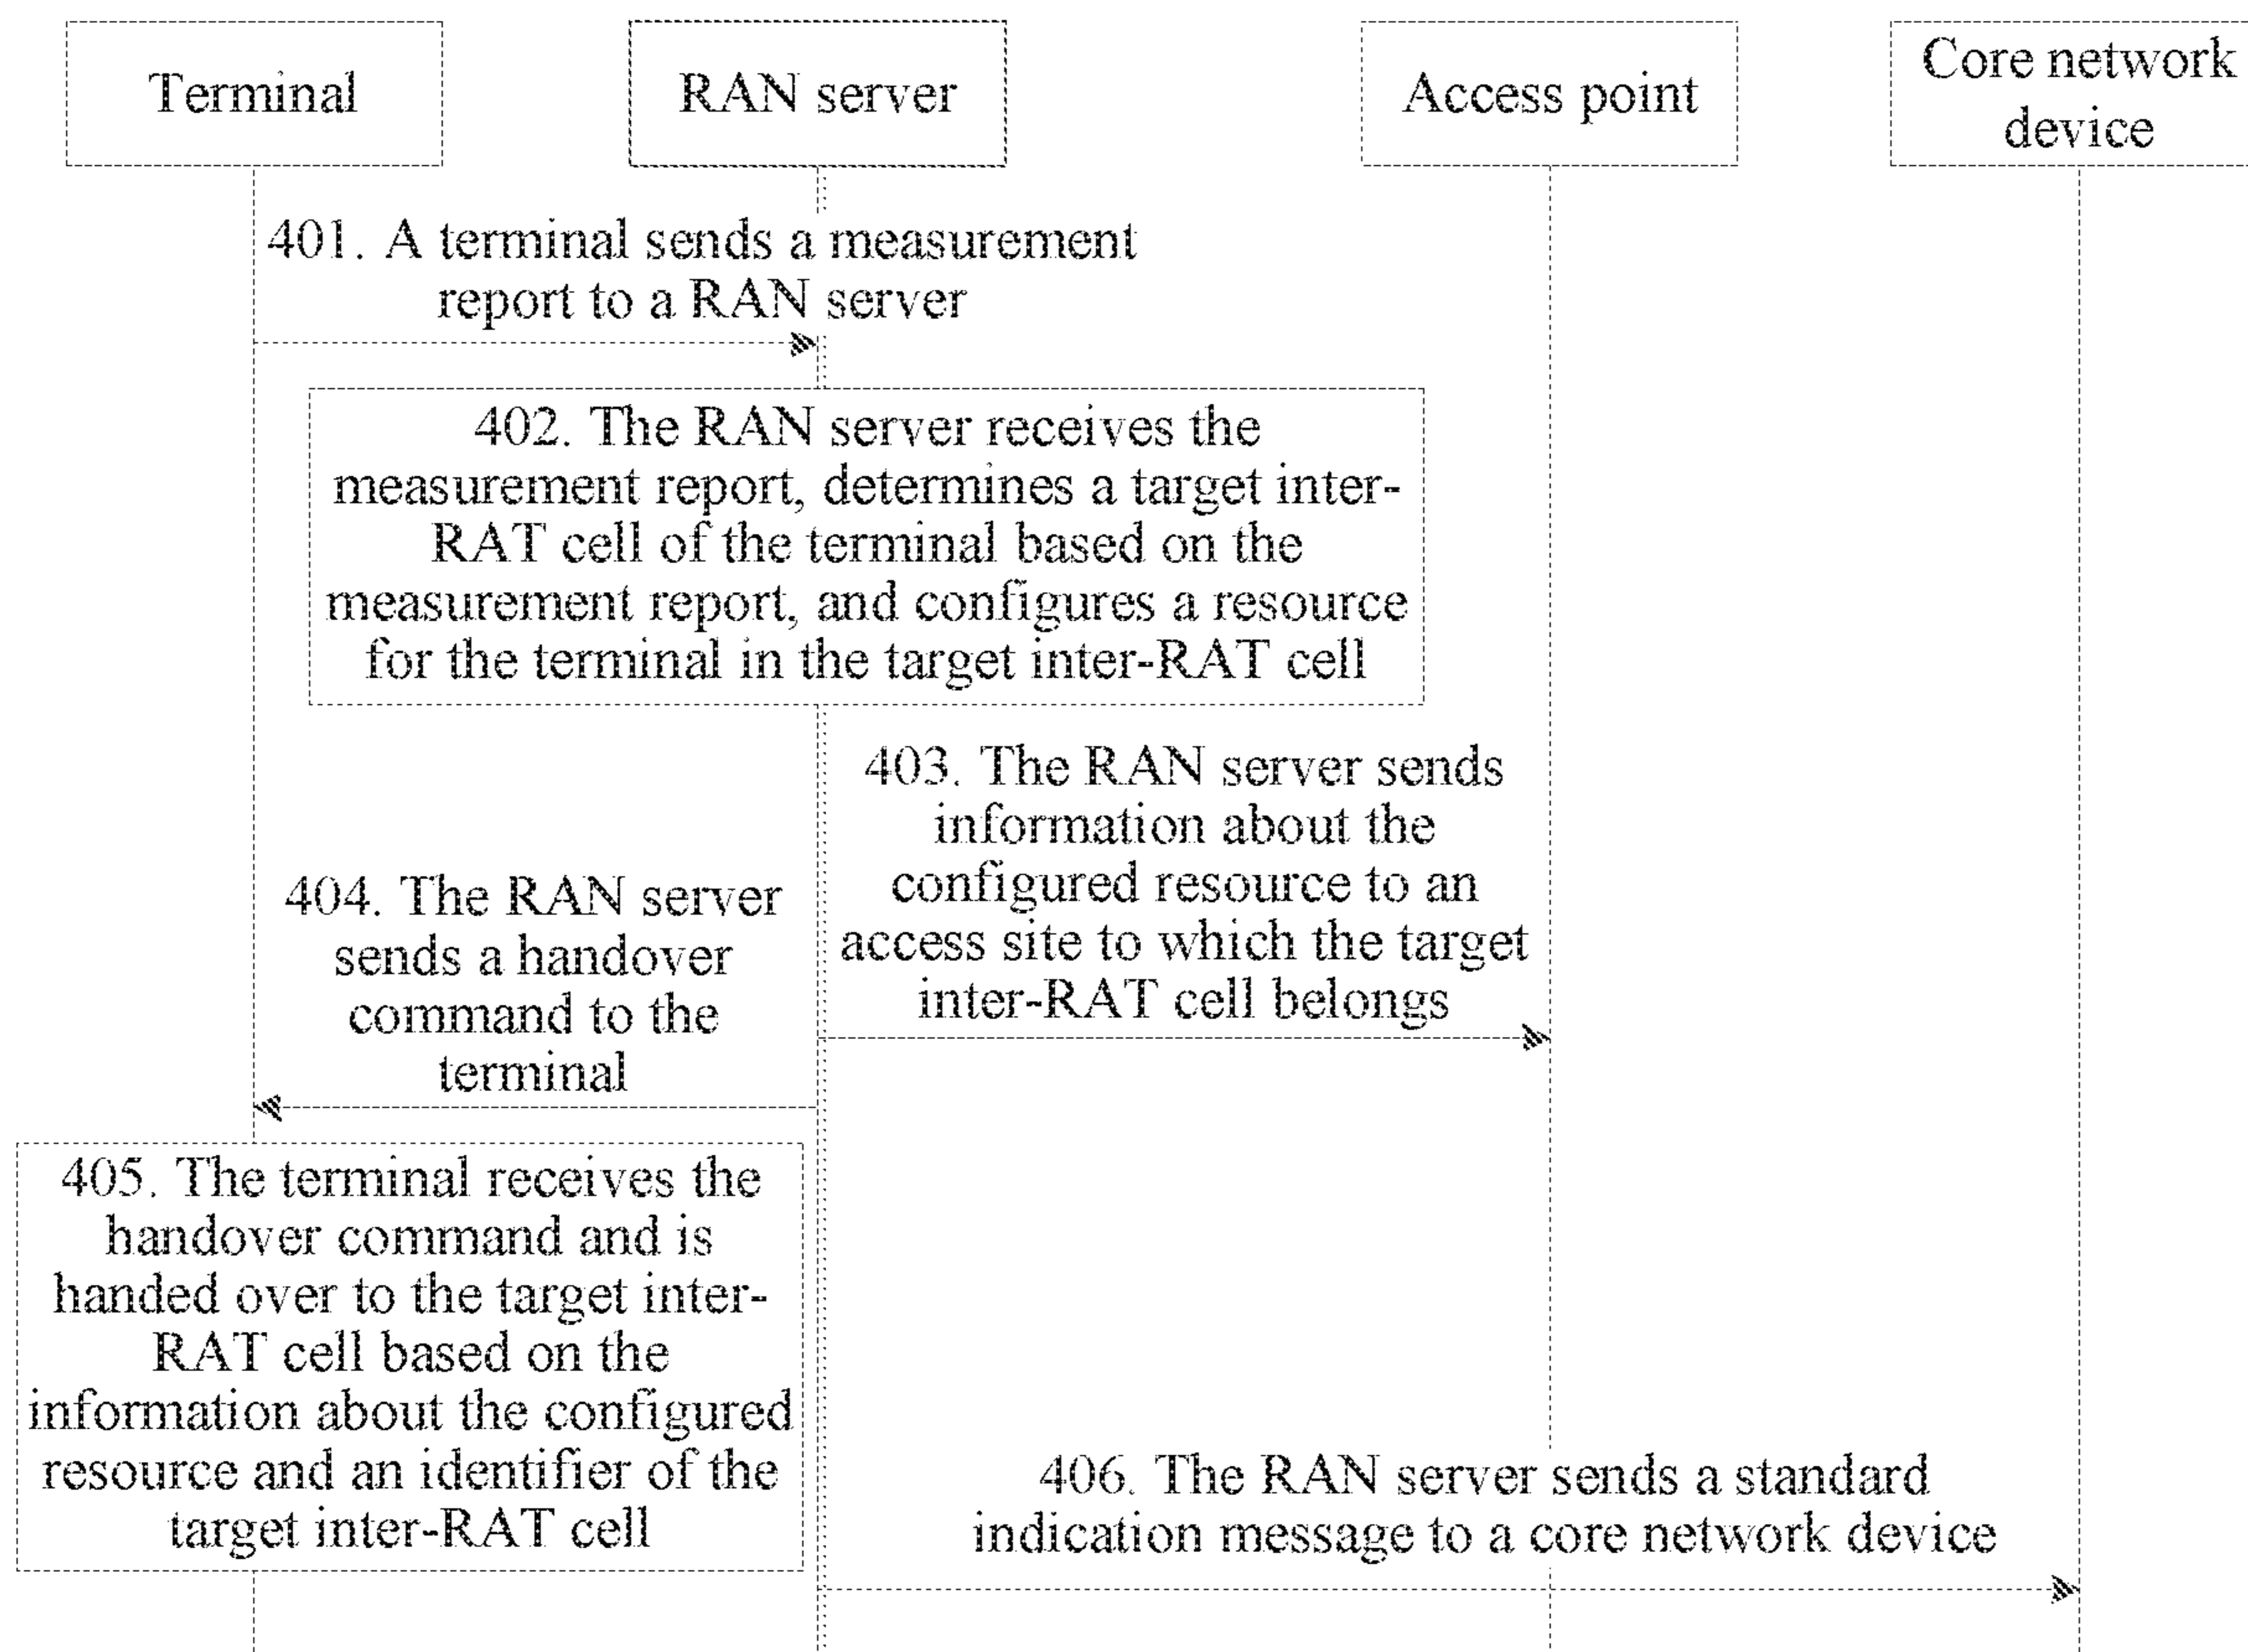 Terminal
RAN server
Access point
Core network
device
401. A terminal sends a measurement
report to a RAN server
402. The RAN server receives the
measurement report, determines a target inter-
RAT cell of the terminal based on the
measurement report, and configures a resource
for the terminal in the target inter-RAT cell
403. The RAN server sends
information about the
configured resource to an
access site to which the target
inter-RAT cell belongs
404. The RAN server
sends a handover
command to the
terminal
405. The terminal receives the
handover command and is
handed over to the target inter-
RAT cell based on the
information about the configured
resource and an identifier of the
target inter-RAT cell
406. The RAN server sends a standard
indication message to a core network device